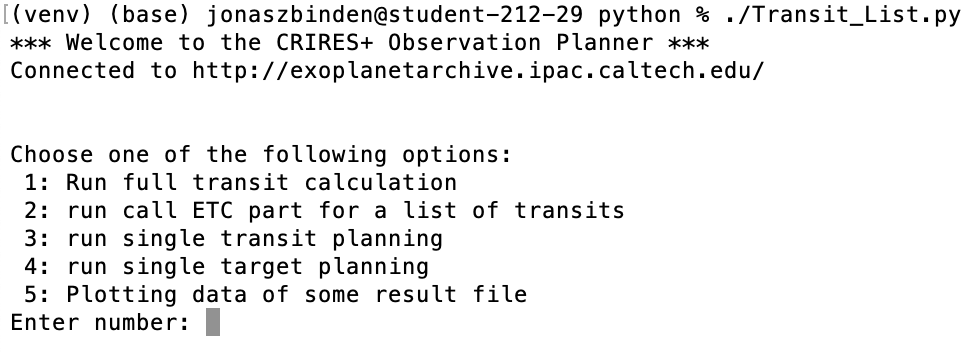 [(venv) (base) jonaszbinden@student-212-29 python % ./Transit_List.py
*** Welcome to the CRIRES+ Observation Planner ***
Connected to http://exoplanetarchive.ipac.caltech.edu/
Choose one of the following options:
1: Run full transit calculation
2: run call ETC part for a list of transits
3: run single transit planning
4: run single target planning
5: Plotting data of some result file
Enter number: